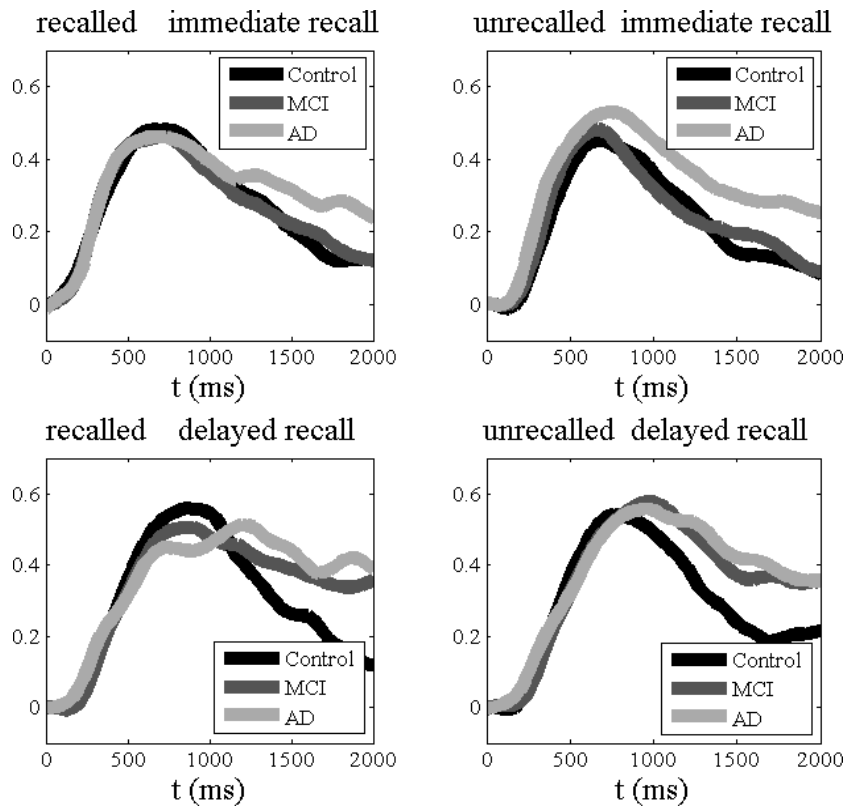 recalled immediate recall
0.6
0.4
0.2
0
Control
MCI
AD
0 500 1000 1500 2000
t (ms)
unrecalled immediate recall
0.6
0.4
0.2
0
Control
MCI
AD
0 500 1000 1500 2000
t (ms)
recalled delayed recall
0.6
0.4
0.2
0
Control
MCI
AD
0 500 1000 1500 2000
t (ms)
unrecalled delayed recall
0.6
0.4
0.2
0
Control
MCI
AD
0 500 1000 1500 2000
t (ms)